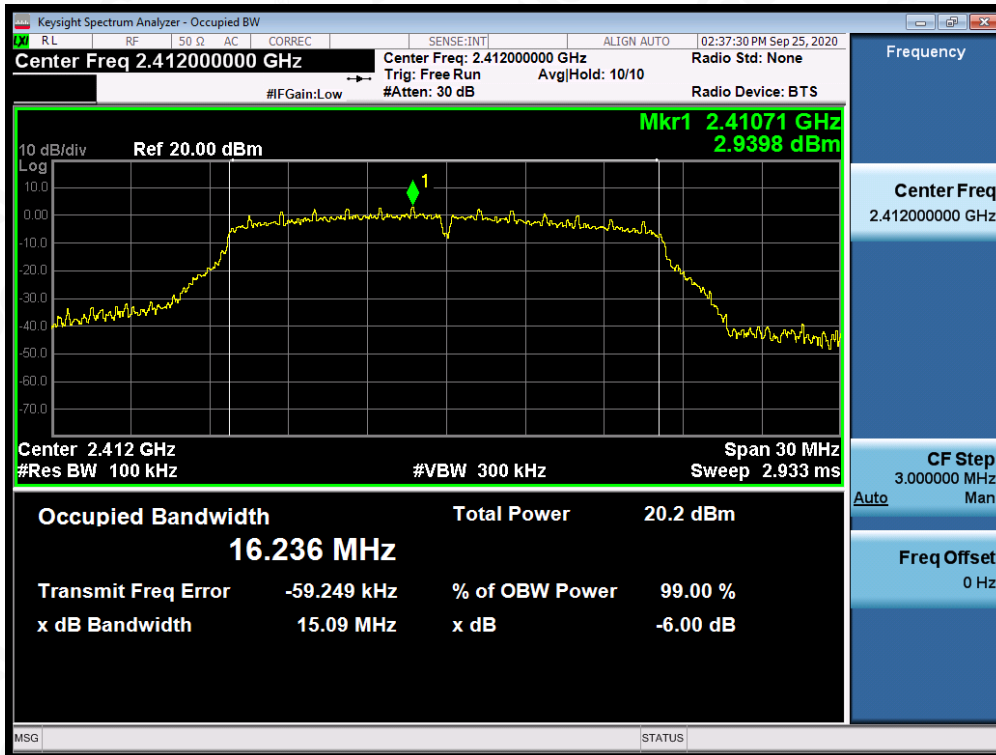 Keysight Spectrum Analyzer - Occupied BW
LXI RL RF 50 Ω AC CORREC SENSE:INT ALIGN AUTO 02:37:30 PM Sep 25, 2020
Center Freq 2.412000000 GHz
Center Freq: 2.412000000 GHz Radio Std: None
Trig: Free Run Avg|Hold: 10/10
#IFGain:Low #Atten: 30 dB Radio Device: BTS
Frequency
Mkr1 2.41071 GHz
2.9398 dBm
10 dB/div Ref 20.00 dBm
Log
10.0
0.00
-10.0
-20.0
-30.0
-40.0
-50.0
-60.0
-70.0
1
Center 2.412 GHz Span 30 MHz
#Res BW 100 kHz #VBW 300 kHz Sweep 2.933 ms
Center Freq
2.412000000 GHz
CF Step
3.000000 MHz
Auto Man
Freq Offset
0 Hz
Occupied Bandwidth Total Power 20.2 dBm
16.236 MHz
Transmit Freq Error -59.249 kHz % of OBW Power 99.00 %
x dB Bandwidth 15.09 MHz x dB -6.00 dB
MSG STATUS